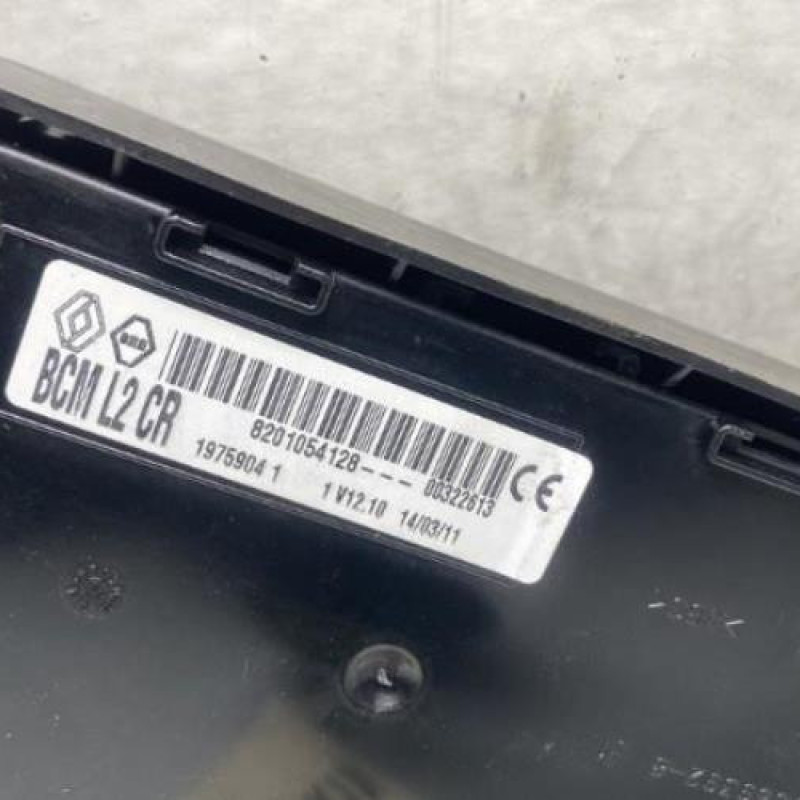 BCM L2 CR
8201054128--- 00322613
1975904 1 1 V12.10 14/03/11
CE